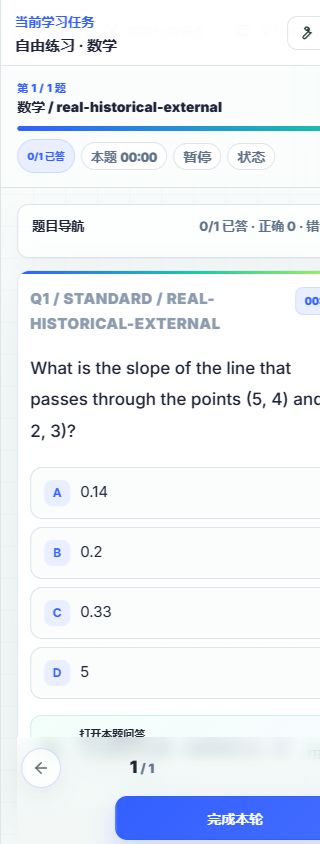 当前学习任务
自由练习 · 数学
第 1 / 1 题
数学 / real-historical-external
0/1 已答
本题 00:00
暂停
状态
题目导航
0/1 已答 · 正确 0 · 错
Q1 / STANDARD / REAL-
HISTORICAL-EXTERNAL
00:
What is the slope of the line that
passes through the points (5, 4) and
2, 3)?
A 0.14
B 0.2
C 0.33
D 5
打开本题问答
1 / 1
完成本轮